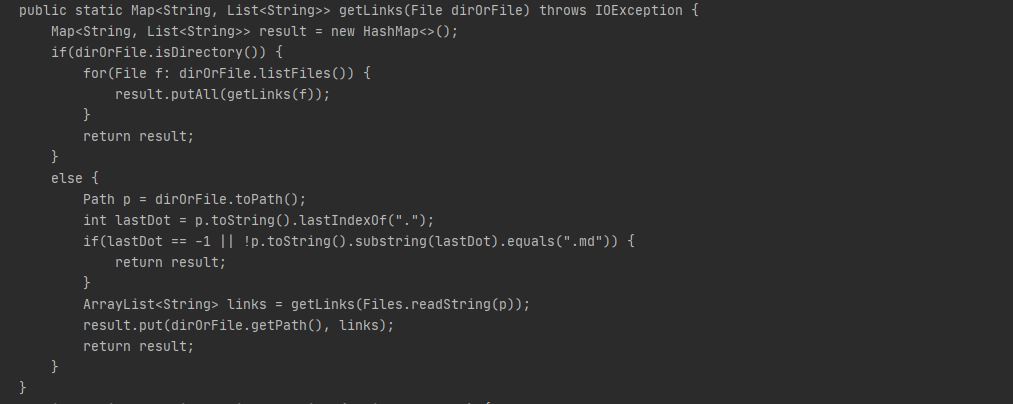 public static Map<String, List<String>> getLinks(File dirOrFile) throws IOException {
    Map<String, List<String>> result = new HashMap<>();
    if(dirOrFile.isDirectory()) {
        for(File f: dirOrFile.listFiles()) {
            result.putAll(getLinks(f));
        }
        return result;
    }
    else {
        Path p = dirOrFile.toPath();
        int lastDot = p.toString().lastIndexOf(".");
        if(lastDot == -1 || !p.toString().substring(lastDot).equals(".md")) {
            return result;
        }
        ArrayList<String> links = getLinks(Files.readString(p));
        result.put(dirOrFile.getPath(), links);
        return result;
    }
}